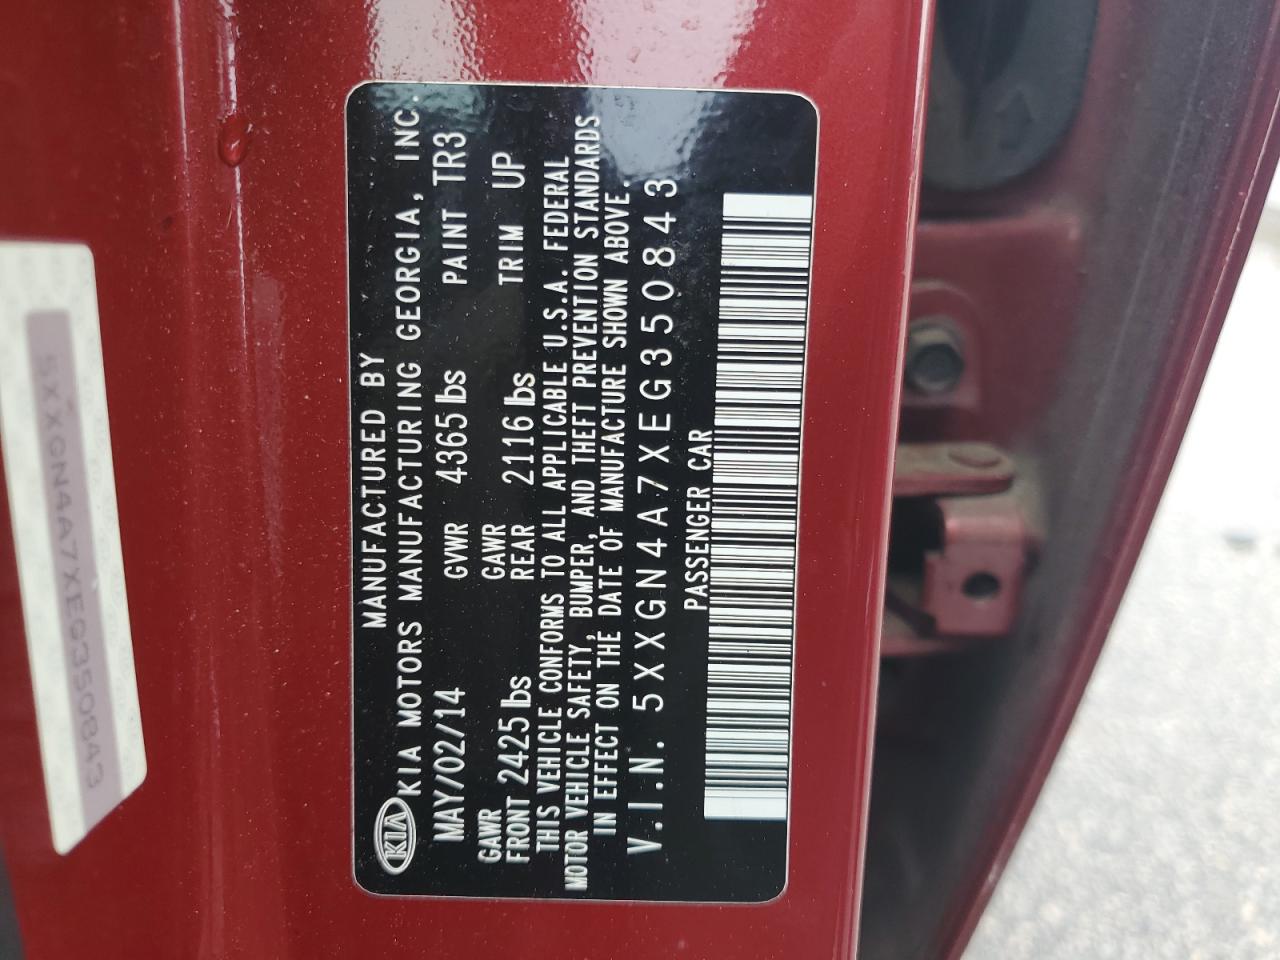 KIA
MANUFACTURED BY
KIA MOTORS MANUFACTURING GEORGIA, INC.
MAY/02/14 GVWR 4365 lbs PAINT TR3
GAWR FRONT 2425 lbs GAWR REAR 2116 lbs TRIM UP
THIS VEHICLE CONFORMS TO ALL APPLICABLE U.S.A. FEDERAL
MOTOR VEHICLE SAFETY, BUMPER, AND THEFT PREVENTION STANDARDS
IN EFFECT ON THE DATE OF MANUFACTURE SHOWN ABOVE.
V.I.N. 5XXGN4A7XEG350843
PASSENGER CAR
5XXGN4A7XEG350843